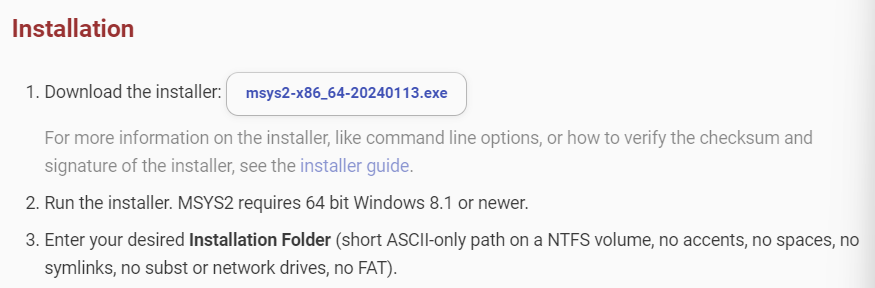 Installation
1. Download the installer: msys2-x86_64-20240113.exe
For more information on the installer, like command line options, or how to verify the checksum and
signature of the installer, see the installer guide.
2. Run the installer. MSYS2 requires 64 bit Windows 8.1 or newer.
3. Enter your desired Installation Folder (short ASCII-only path on a NTFS volume, no accents, no spaces, no
symlinks, no subst or network drives, no FAT).